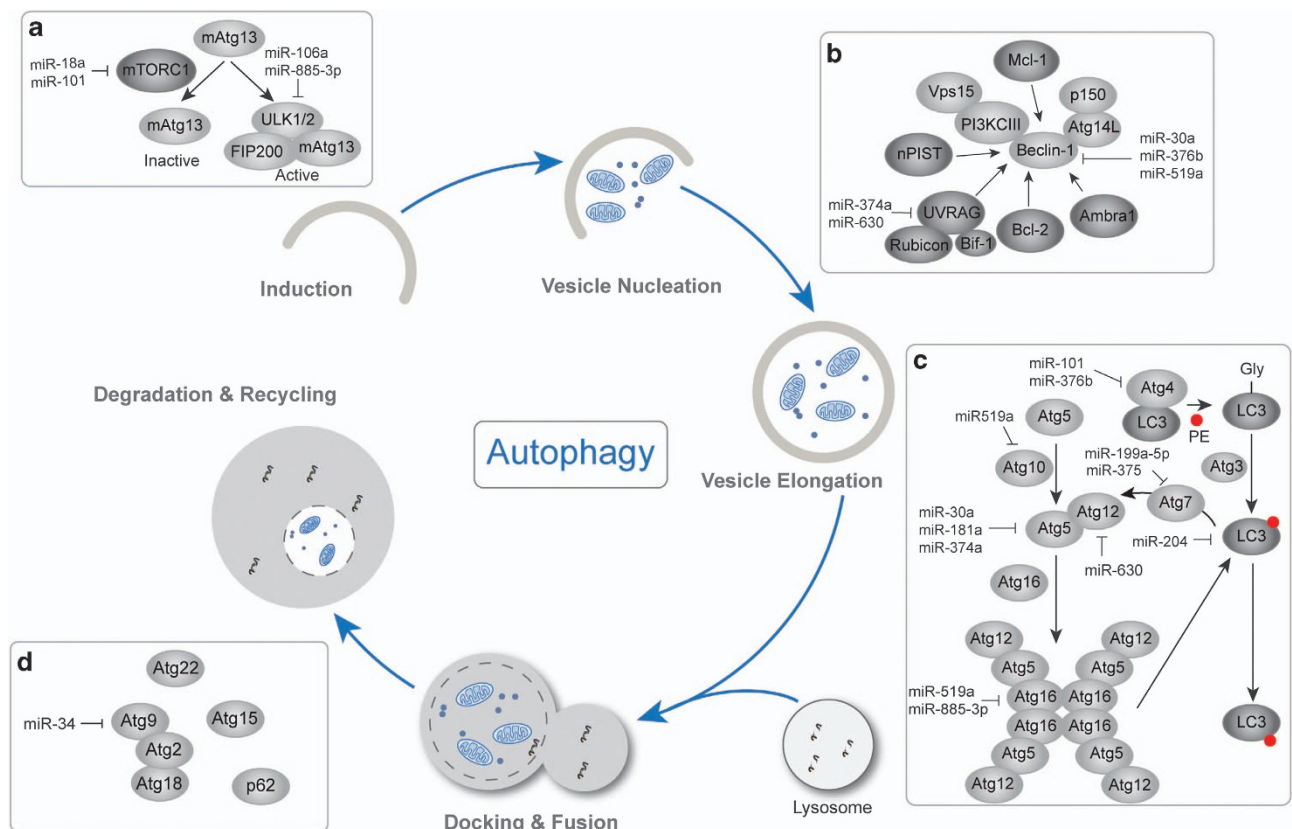 a
mAtg13
miR-18a
miR-101
mTORC1
miR-106a
miR-885-3p
mAtg13
Inactive
ULK1/2
FIP200
mAtg13
Active
b
Mcl-1
Vps15
p150
PI3KCIII
Atg14L
nPIST
Beclin-1
miR-30a
miR-376b
miR-519a
miR-374a
miR-630
UVRAG
Rubicon
Bif-1
Bcl-2
Ambra1
Induction
Vesicle Nucleation
Vesicle Elongation
Degradation & Recycling
Autophagy
c
miR-101
miR-376b
Atg4
LC3
PE
Gly
LC3
miR519a
Atg5
Atg10
miR-199a-5p
miR-375
Atg3
Atg7
miR-30a
miR-181a
miR-374a
Atg5
Atg12
miR-204
LC3
miR-630
Atg16
Atg12
Atg12
Atg5
Atg5
miR-519a
miR-885-3p
Atg16
Atg16
Atg16
Atg16
Atg5
Atg5
Atg12
Atg12
LC3
d
Atg22
miR-34
Atg9
Atg15
Atg2
Atg18
p62
Lysosome
Docking & Fusion